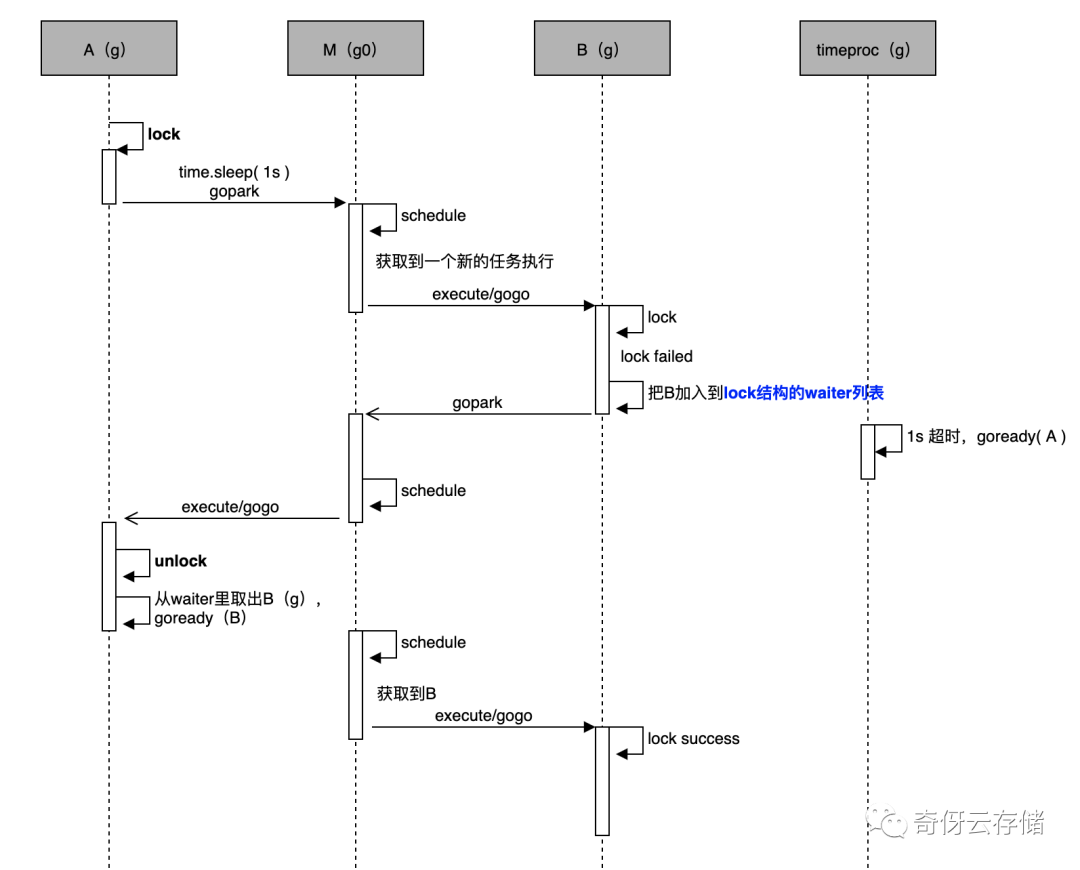 A（g）
M（g0）
B（g）
timeproc（g）
lock
time.sleep( 1s )
gopark
schedule
获取到一个新的任务执行
execute/gogo
lock
lock failed
把B加入到lock结构的waiter列表
gopark
1s 超时，goready( A )
schedule
execute/gogo
unlock
从waiter里取出B（g），
goready（B）
schedule
获取到B
execute/gogo
lock success
奇伢云存储